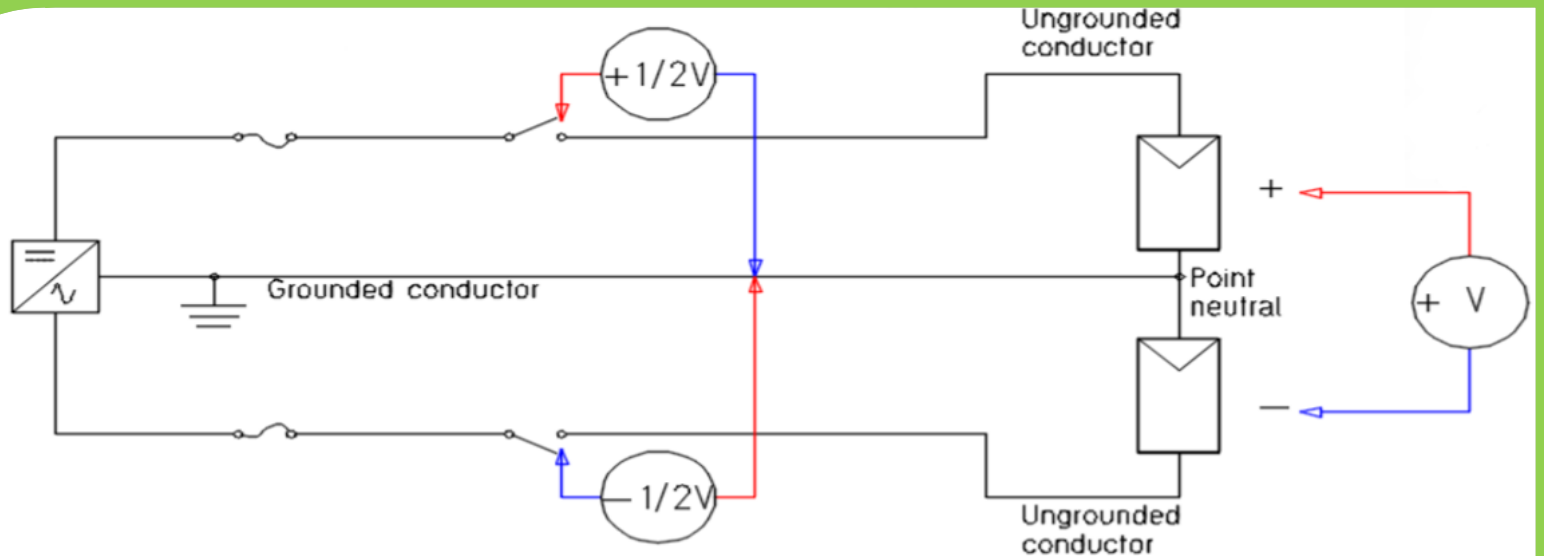 Ungrounded
conductor
+1/2V
+
Grounded conductor
Point
neutral
+ V
—
— 1/2V
Ungrounded
conductor